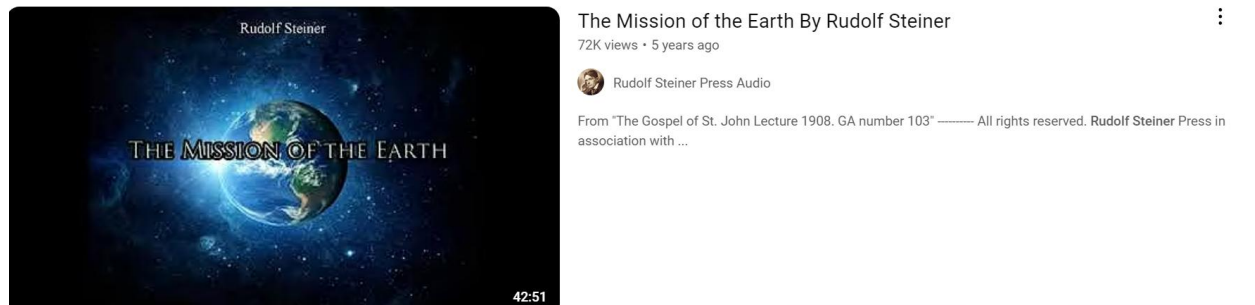 Rudolf Steiner
THE MISSION OF THE EARTH
42:51
The Mission of the Earth By Rudolf Steiner
72K views • 5 years ago
Rudolf Steiner Press Audio
From "The Gospel of St. John Lecture 1908. GA number 103" ---------- All rights reserved. Rudolf Steiner Press in
association with ...